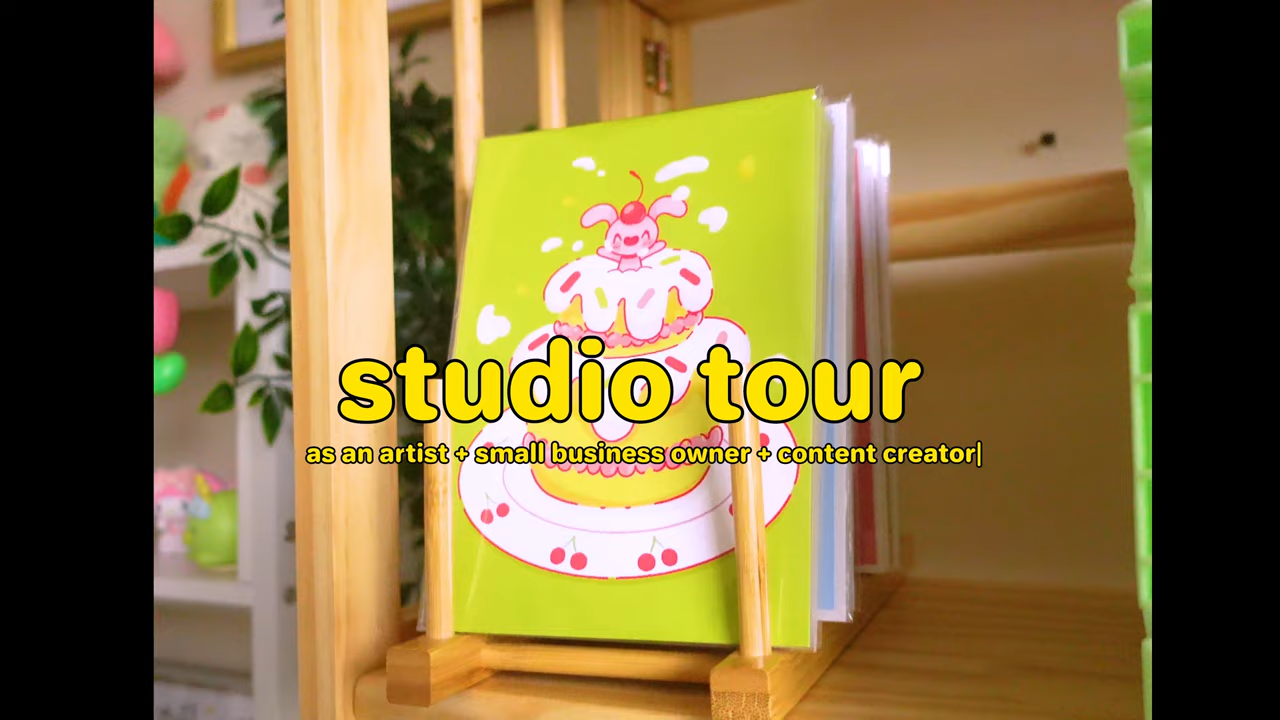 studio tour
as an artist + small business owner + content creator|